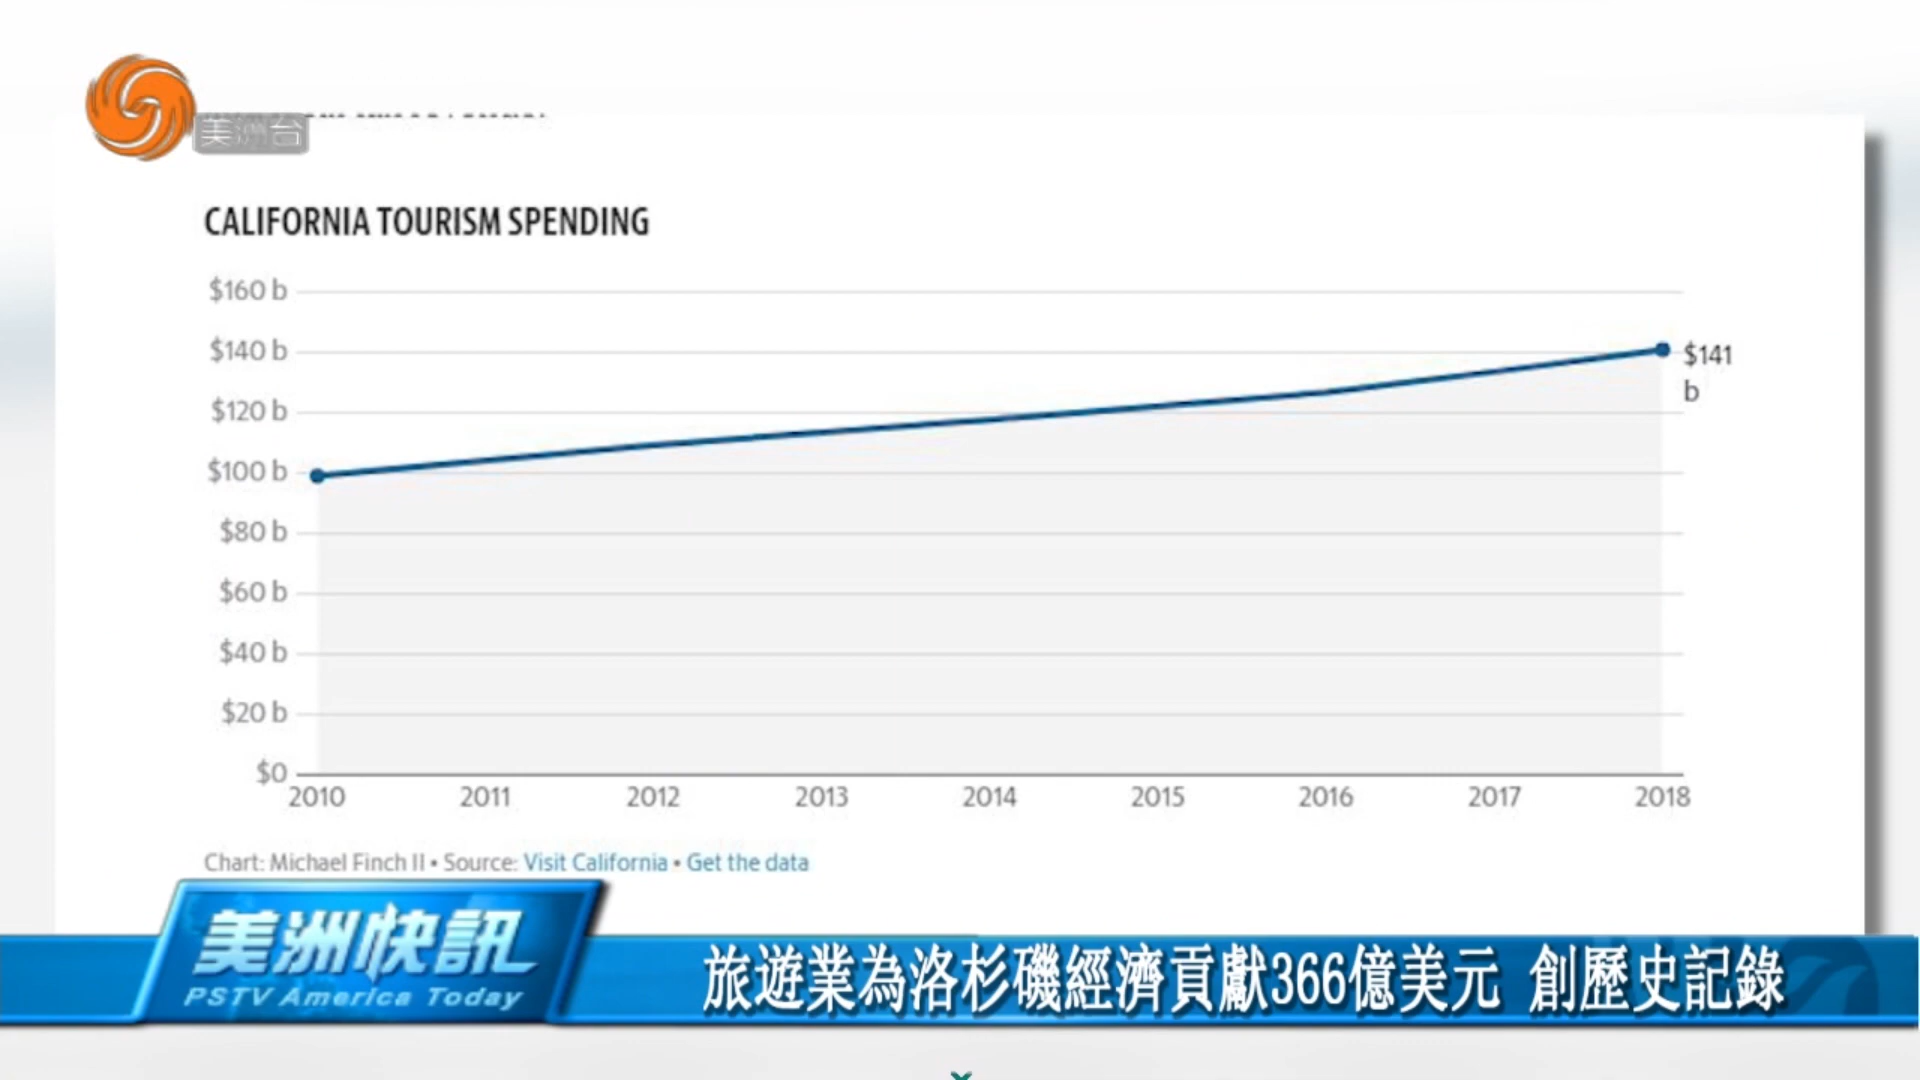 美洲台
CALIFORNIA TOURISM SPENDING
$160 b
$140 b
$120 b
$100 b
$80 b
$60 b
$40 b
$20 b
$0
$141
b
2010 2011 2012 2013 2014 2015 2016 2017 2018
Chart: Michael Finch II • Source: Visit California • Get the data
美洲快訊
PSTV America Today
旅遊業為洛杉磯經濟貢獻366億美元 創歷史記錄